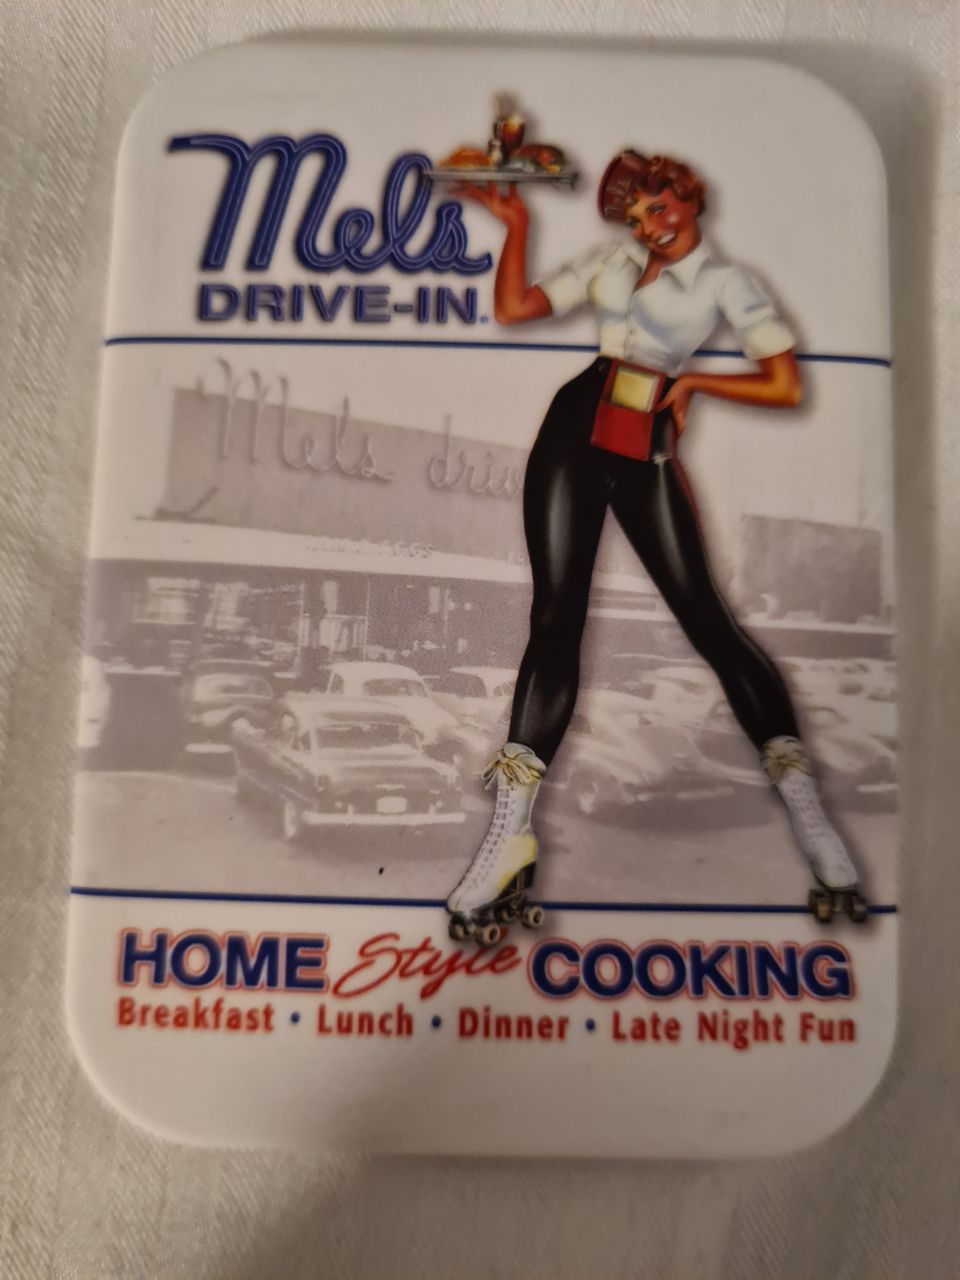 Mels
DRIVE-IN
Mels driv
HOME Style COOKING
Breakfast • Lunch • Dinner • Late Night Fun